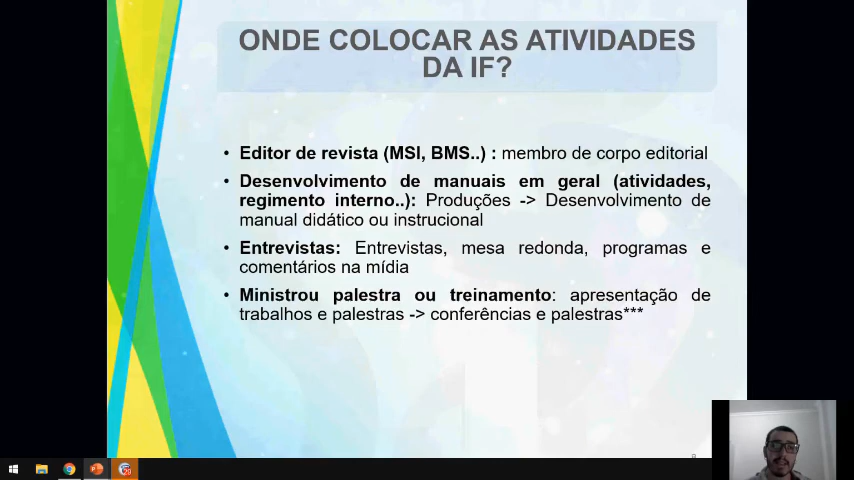 ONDE COLOCAR AS ATIVIDADES
DA IF?
• Editor de revista (MSI, BMS..) : membro de corpo editorial
• Desenvolvimento de manuais em geral (atividades,
regimento interno..): Produções -> Desenvolvimento de
manual didático ou instrucional
• Entrevistas: Entrevistas, mesa redonda, programas e
comentários na mídia
• Ministrou palestra ou treinamento: apresentação de
trabalhos e palestras -> conferências e palestras***